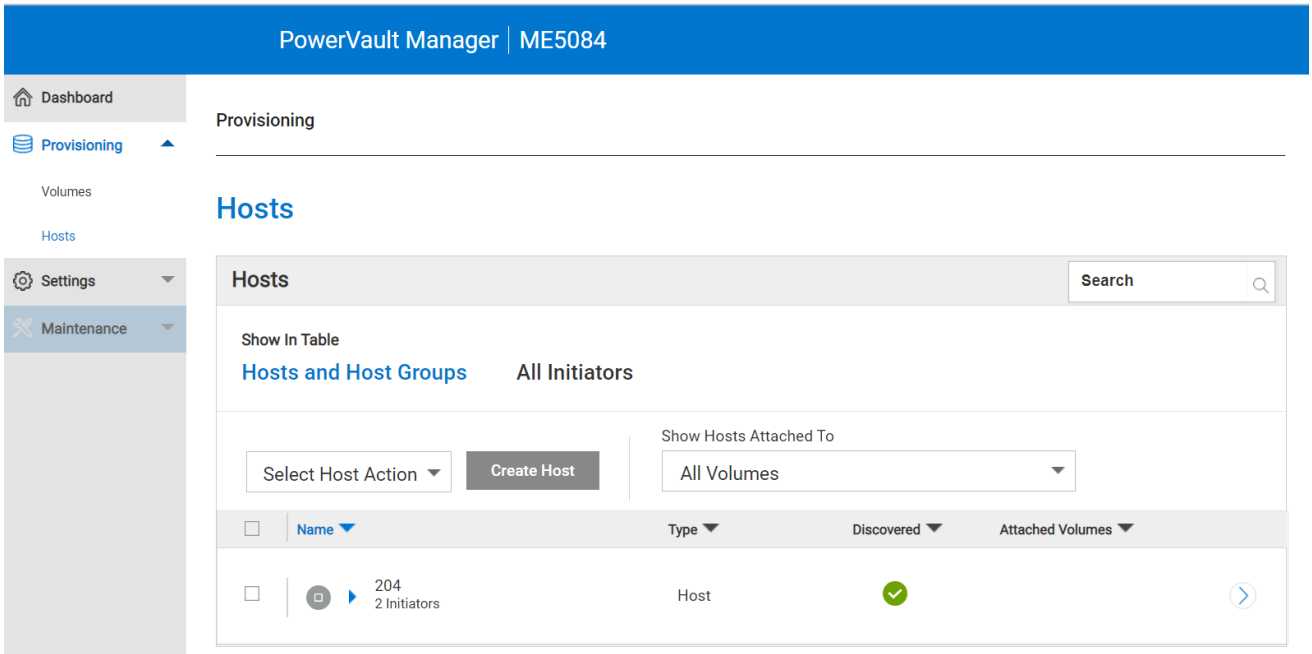 PowerVault Manager | ME5084
Dashboard
Provisioning
Volumes
Hosts
Settings
Maintenance
Provisioning
Hosts
Hosts
Search
Show In Table
Hosts and Host Groups
All Initiators
Show Hosts Attached To
Select Host Action
Create Host
All Volumes
Name
Type
Discovered
Attached Volumes
204
2 Initiators
Host